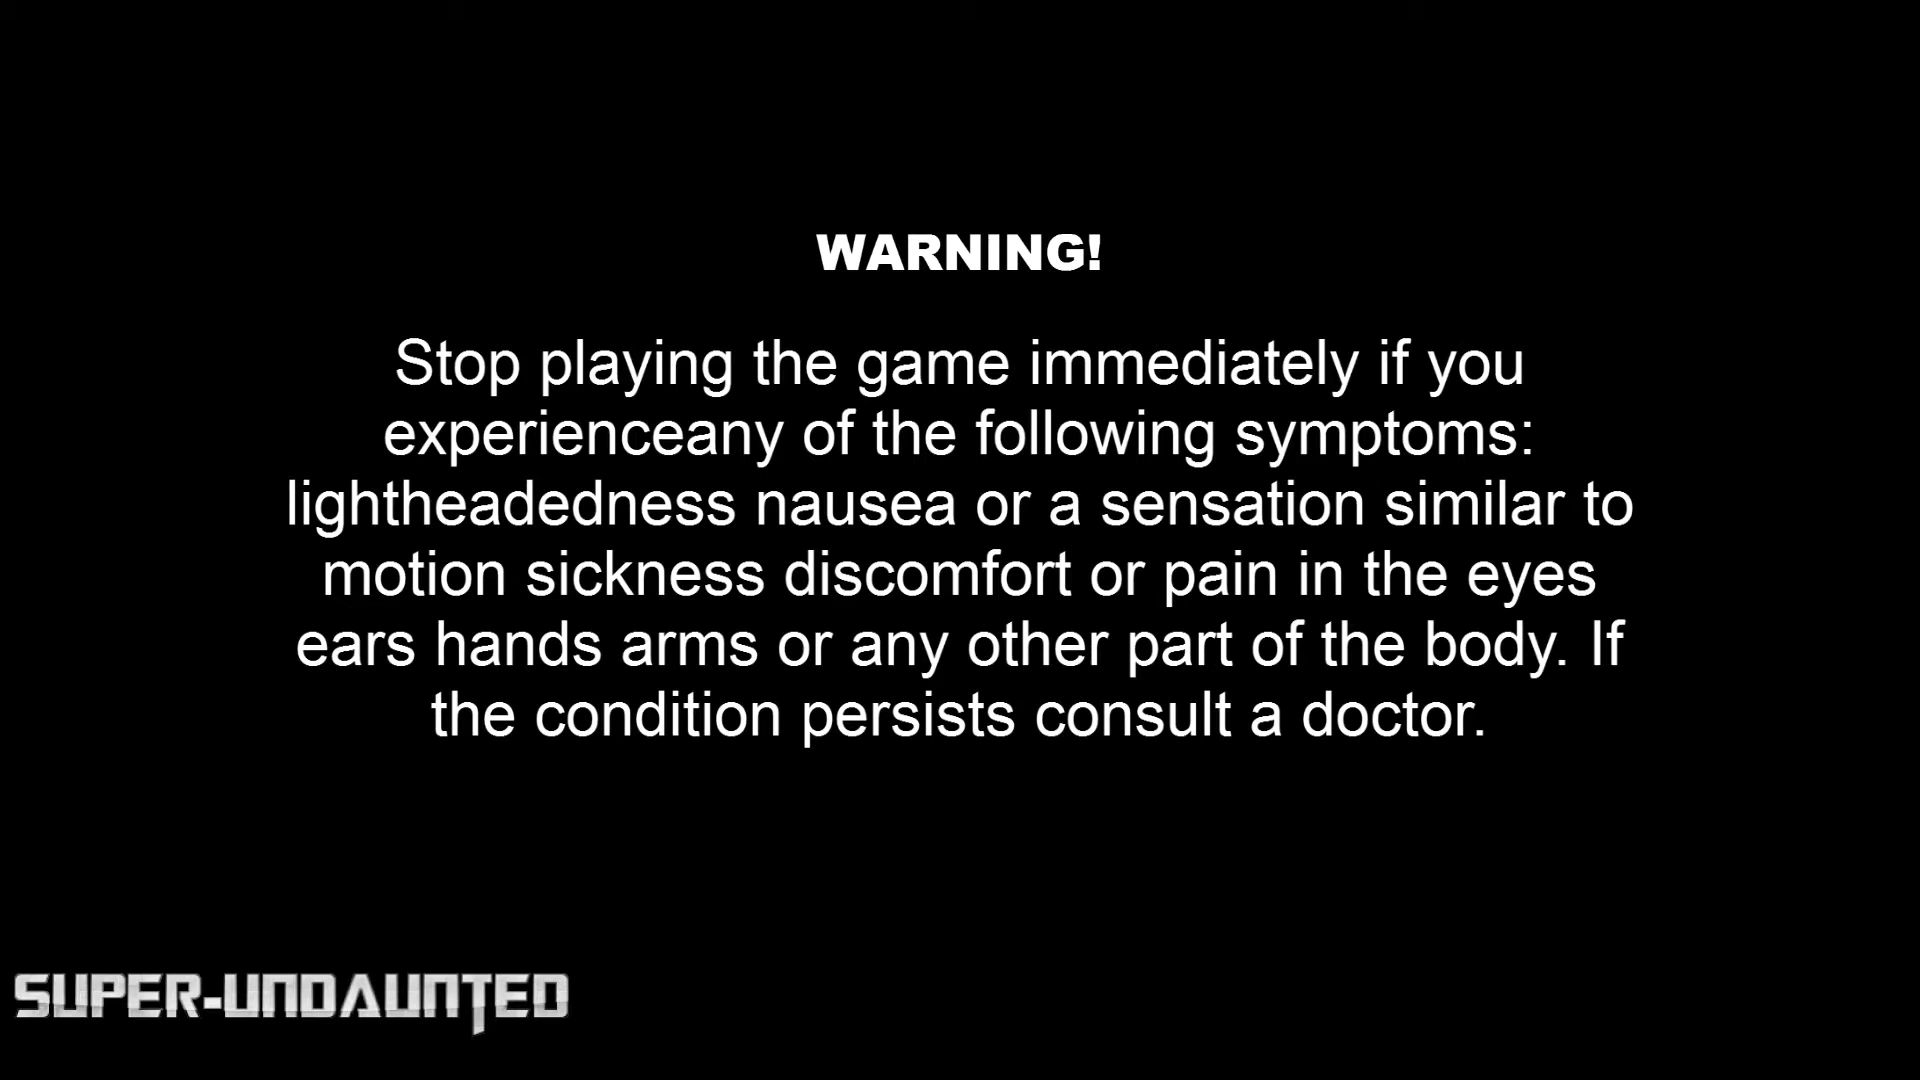 WARNING!
Stop playing the game immediately if you
experienceany of the following symptoms:
lightheadedness nausea or a sensation similar to
motion sickness discomfort or pain in the eyes
ears hands arms or any other part of the body. If
the condition persists consult a doctor.
SUPER-UNDAUNTED